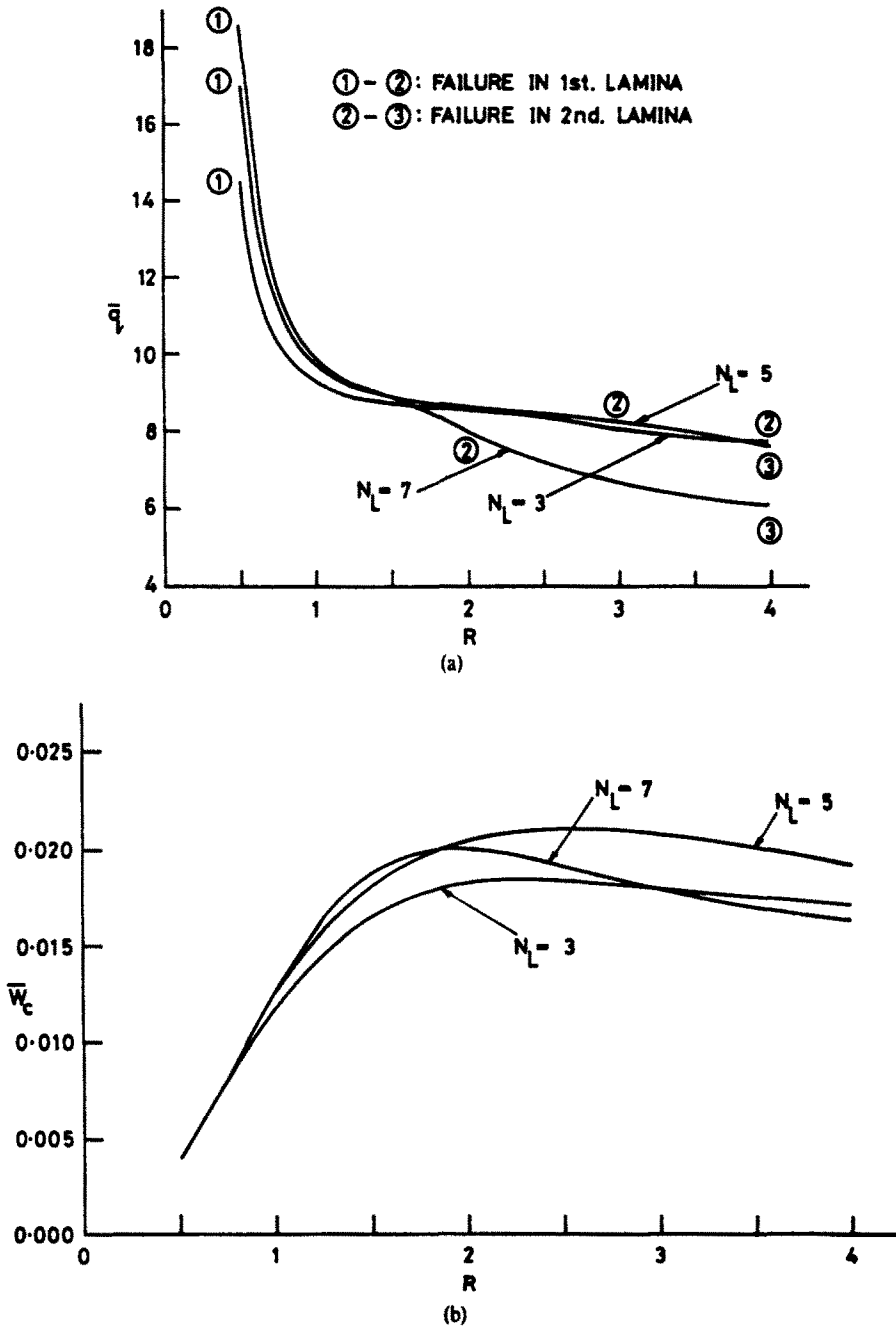 18
16
14
12
10
8
6
4
q̄
① – ② : FAILURE IN 1st. LAMINA
② – ③ : FAILURE IN 2nd. LAMINA
①
①
①
N_L = 5
②
②
②
③
③
N_L = 7
N_L = 3
0 1 2 3 4
R
(a)
0·025
0·020
0·015
0·010
0·005
0·000
W̄_c
N_L = 7
N_L = 5
N_L = 3
0 1 2 3 4
R
(b)